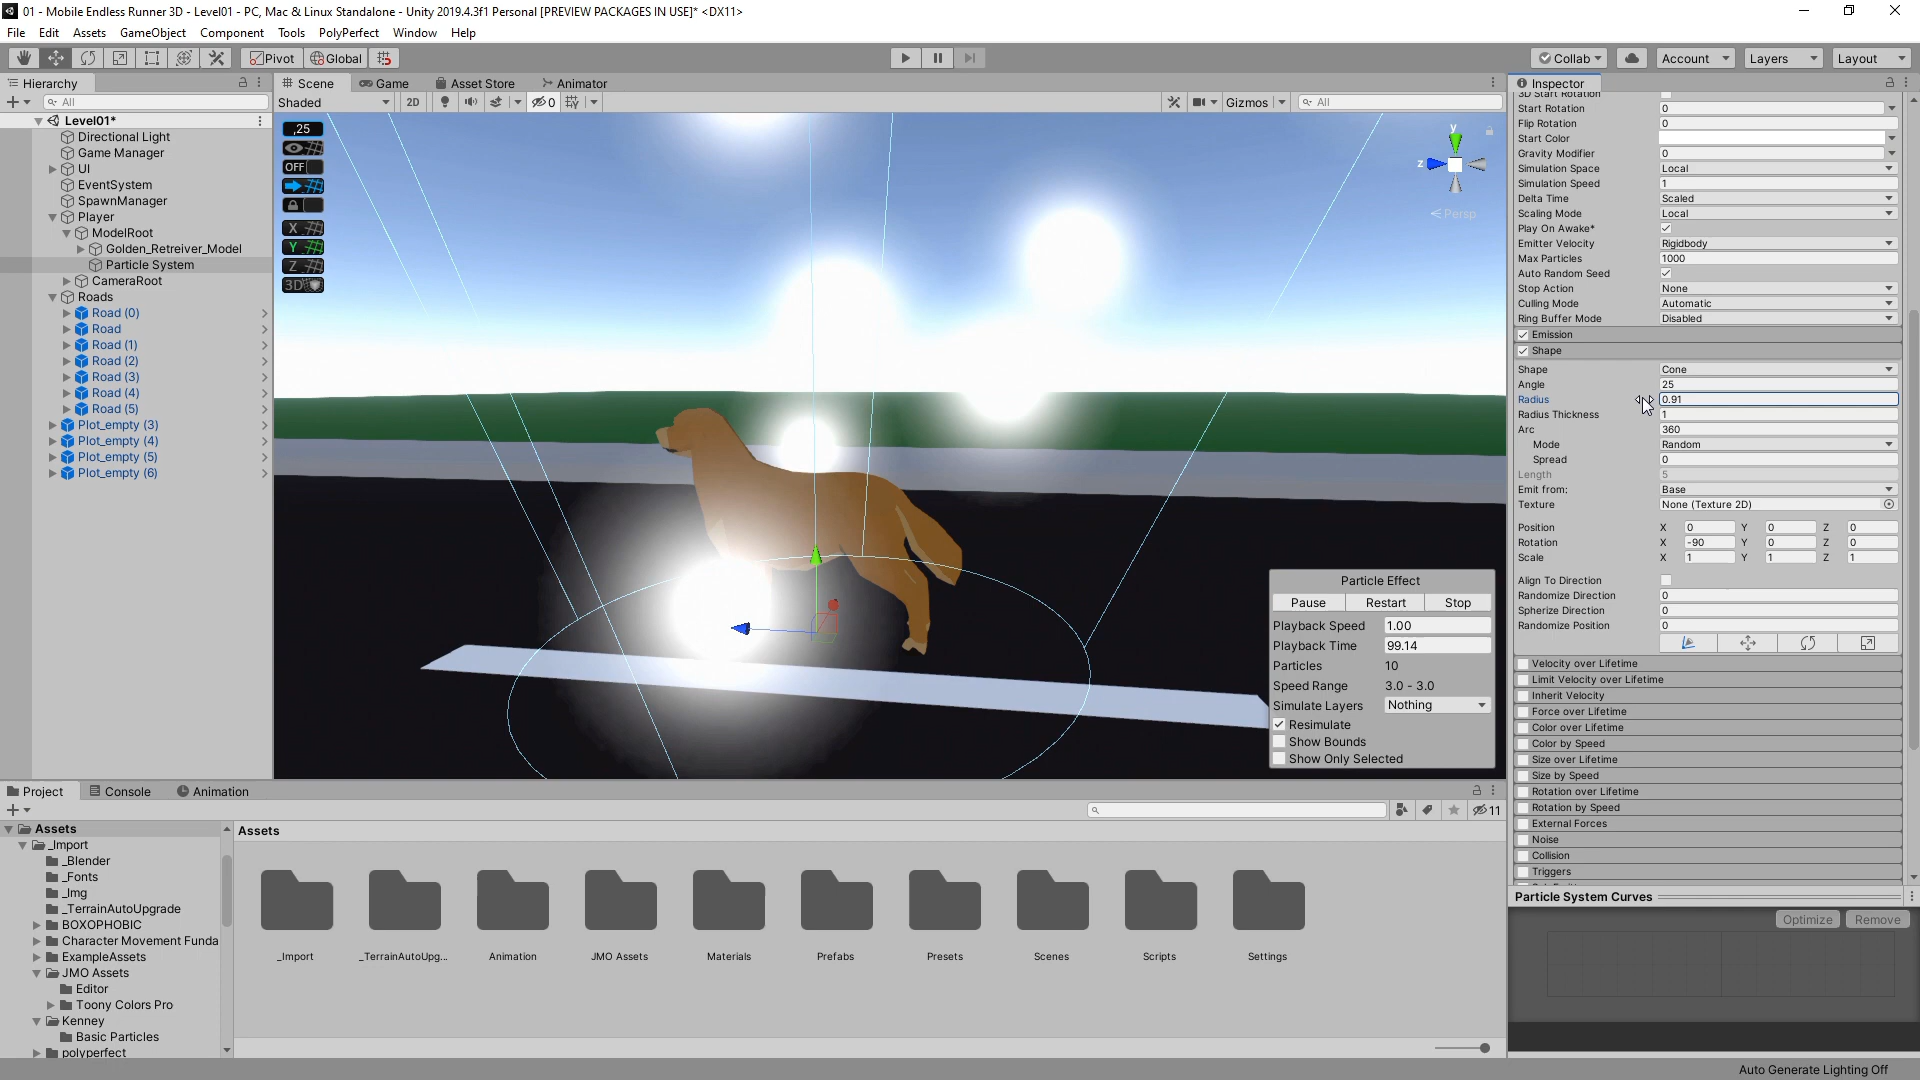 01 - Mobile Endless Runner 3D - Level01 - PC, Mac & Linux Standalone - Unity 2019.4.3f1 Personal [PREVIEW PACKAGES IN USE]* <DX11>
File Edit Assets GameObject Component Tools PolyPerfect Window Help
Pivot Global Collab Account Layers Layout
Hierarchy
All
Level01*
Directional Light
Game Manager
UI
EventSystem
SpawnManager
Player
ModelRoot
Golden_Retreiver_Model
Particle System
CameraRoot
Roads
Road (0)
Road
Road (1)
Road (2)
Road (3)
Road (4)
Road (5)
Plot_empty (3)
Plot_empty (4)
Plot_empty (5)
Plot_empty (6)
Scene Game Asset Store Animator
Shaded 2D 0 Gizmos All
,25
OFF
X
Y
Z
3D
y
z
Persp
Particle Effect
Pause Restart Stop
Playback Speed 1.00
Playback Time 99.14
Particles 10
Speed Range 3.0 - 3.0
Simulate Layers Nothing
Resimulate
Show Bounds
Show Only Selected
Inspector
3D Start Rotation
Start Rotation 0
Flip Rotation 0
Start Color
Gravity Modifier 0
Simulation Space Local
Simulation Speed 1
Delta Time Scaled
Scaling Mode Local
Play On Awake*
Emitter Velocity Rigidbody
Max Particles 1000
Auto Random Seed
Stop Action None
Culling Mode Automatic
Ring Buffer Mode Disabled
Emission
Shape
Shape Cone
Angle 25
Radius 0.91
Radius Thickness 1
Arc 360
Mode Random
Spread 0
Length 5
Emit from: Base
Texture None (Texture 2D)
Position X 0 Y 0 Z 0
Rotation X -90 Y 0 Z 0
Scale X 1 Y 1 Z 1
Align To Direction
Randomize Direction 0
Spherize Direction 0
Randomize Position 0
Velocity over Lifetime
Limit Velocity over Lifetime
Inherit Velocity
Force over Lifetime
Color over Lifetime
Color by Speed
Size over Lifetime
Size by Speed
Rotation over Lifetime
Rotation by Speed
External Forces
Noise
Collision
Triggers
Particle System Curves
Optimize Remove
Project Console Animation
11
Assets
_Import
_Blender
_Fonts
_Img
_TerrainAutoUpgrade
BOXOPHOBIC
Character Movement Funda
ExampleAssets
JMO Assets
Editor
Toony Colors Pro
Kenney
Basic Particles
polyperfect
Assets
_Import _TerrainAutoUpg... Animation JMO Assets Materials Prefabs Presets Scenes Scripts Settings
Auto Generate Lighting Off